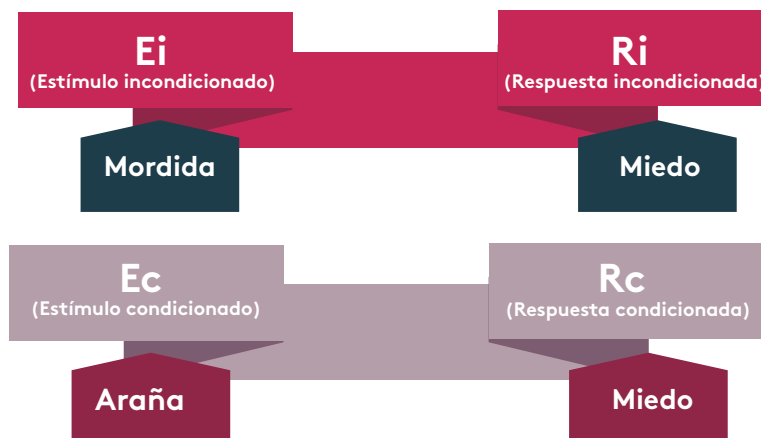 Ei
(Estímulo incondicionado)
Ri
(Respuesta incondicionada)
Mordida
Miedo
Ec
(Estímulo condicionado)
Rc
(Respuesta condicionada)
Araña
Miedo